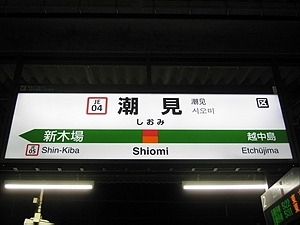 JE
04
潮見
潮见
시오미
区
しおみ
新木場
越中島
JE
05
Shin-Kiba
Shiomi
Etchūjima